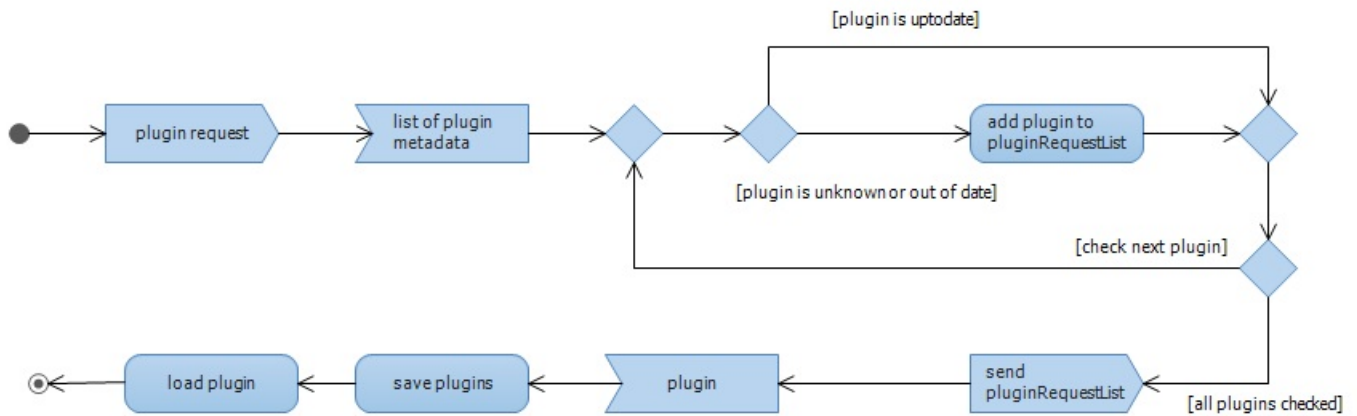 [plugin is uptodate]
plugin request
list of plugin
metadata
add plugin to
pluginRequestList
[plugin is unknown or out of date]
[check next plugin]
load plugin
save plugins
plugin
send
pluginRequestList
[all plugins checked]